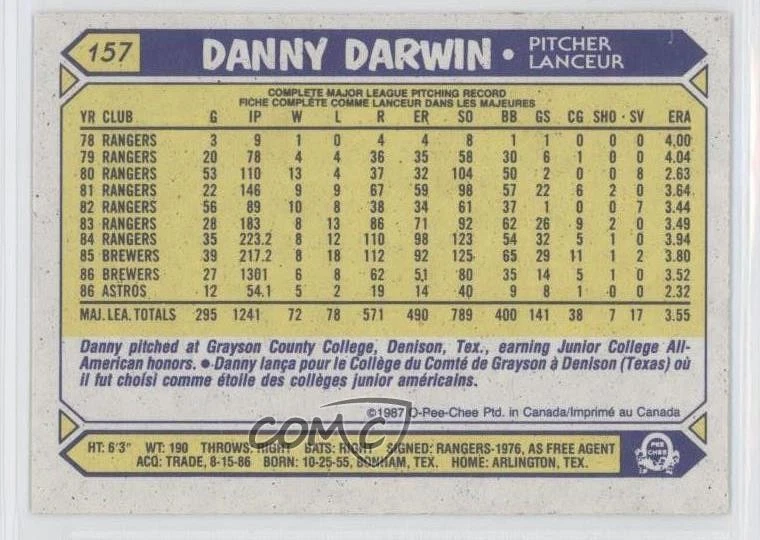 157 DANNY DARWIN • PITCHER LANCEUR
COMPLETE MAJOR LEAGUE PITCHING RECORD
FICHE COMPLÈTE COMME LANCEUR DANS LES MAJEURES
YR CLUB G IP W L R ER SO BB GS CG SHO SV ERA
78 RANGERS 3 9 1 0 4 4 8 1 1 0 0 0 4.00
79 RANGERS 20 78 4 4 36 35 58 30 6 1 0 0 4.04
80 RANGERS 53 110 13 4 37 32 104 50 2 0 0 8 2.63
81 RANGERS 22 146 9 9 67 59 98 57 22 6 2 0 3.64
82 RANGERS 56 89 10 8 38 34 61 37 1 0 0 7 3.44
83 RANGERS 28 183 8 13 86 71 92 62 26 9 2 0 3.49
84 RANGERS 35 223.2 8 12 110 98 123 54 32 5 1 0 3.94
85 BREWERS 39 217.2 8 18 112 92 125 65 29 11 1 2 3.80
86 BREWERS 27 1301 6 8 62 51 80 35 14 5 1 0 3.52
86 ASTROS 12 54.1 5 2 19 14 40 9 8 1 0 0 2.32
MAJ. LEA. TOTALS 295 1241 72 78 571 490 789 400 141 38 7 17 3.55
Danny pitched at Grayson County College, Denison, Tex., earning Junior College All-
American honors. • Danny lança pour le Collège du Comté de Grayson à Denison (Texas) où
il fut choisi comme étoile des collèges junior américains.
©1987 O-Pee-Chee Ptd. in Canada/Imprimé au Canada
COMC
HT: 6'3" WT: 190 THROWS: RIGHT BATS: RIGHT SIGNED: RANGERS-1976, AS FREE AGENT
ACQ: TRADE, 8-15-86 BORN: 10-25-55, BONHAM, TEX. HOME: ARLINGTON, TEX.
PEE
CHEE